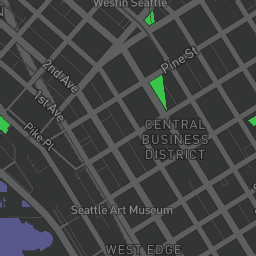 Westin Seattle
Pine St
2nd Ave
1st Ave
Pike Pl
CENTRAL
BUSINESS
DISTRICT
Seattle Art Museum
WEST EDGE